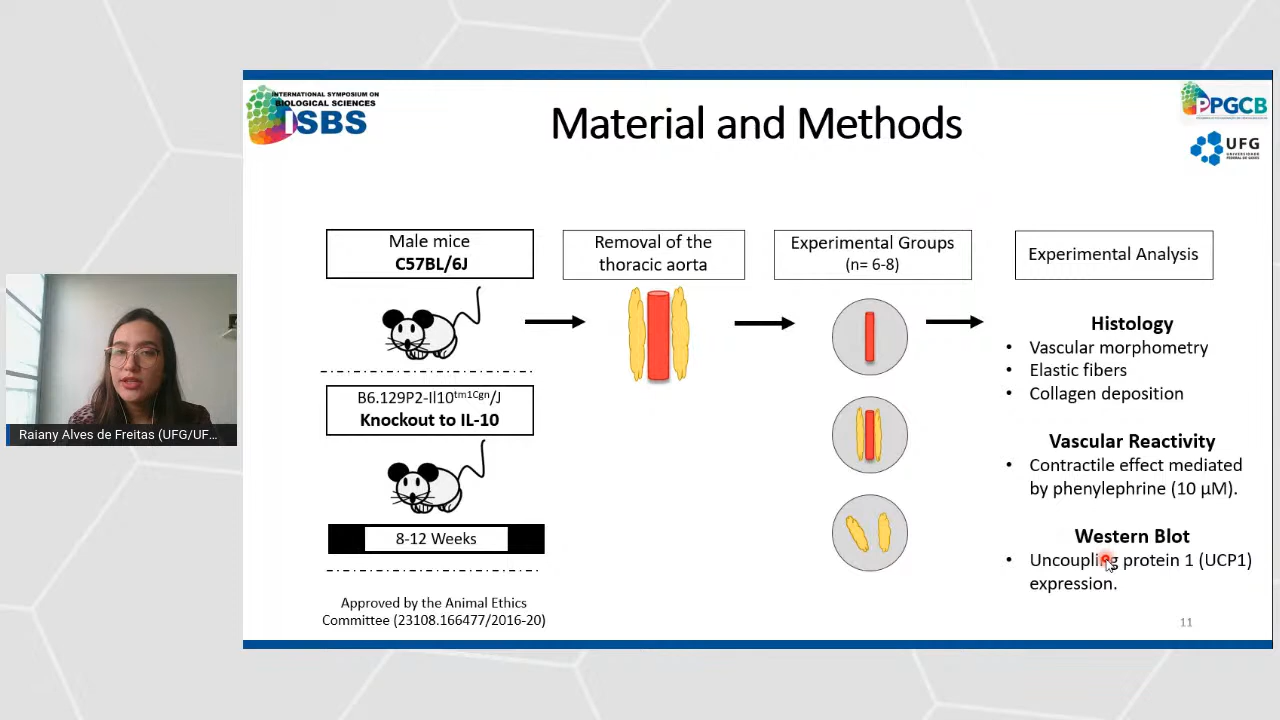 INTERNATIONAL SYMPOSIUM ON
BIOLOGICAL SCIENCES
ISBS
Material and Methods
PPGCB
UFG
UNIVERSIDADE
FEDERAL DE GOIÁS
Male mice
C57BL/6J
B6.129P2-Il10tm1Cgn/J
Knockout to IL-10
8-12 Weeks
Approved by the Animal Ethics
Committee (23108.166477/2016-20)
Removal of the
thoracic aorta
Experimental Groups
(n= 6-8)
Experimental Analysis
Histology
• Vascular morphometry
• Elastic fibers
• Collagen deposition
Vascular Reactivity
• Contractile effect mediated
by phenylephrine (10 µM).
Western Blot
• Uncoupling protein 1 (UCP1)
expression.
11
Raiany Alves de Freitas (UFG/UF...